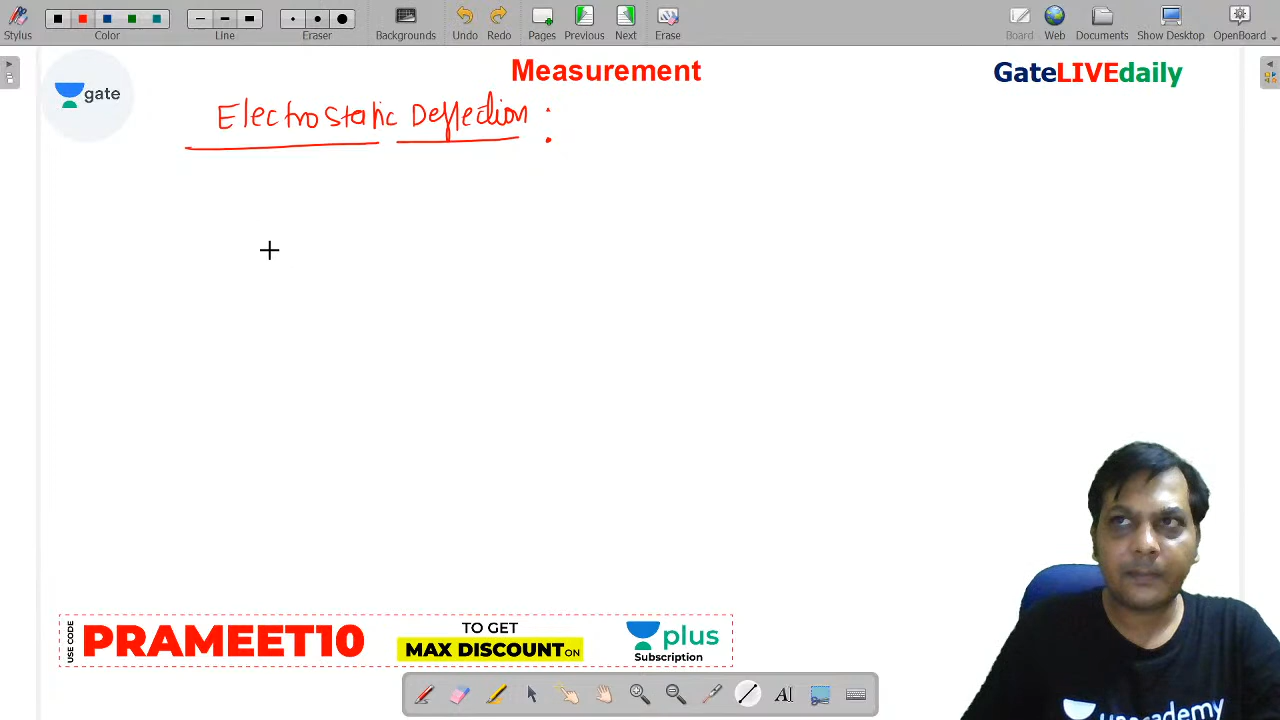 Stylus
Color
Line
Eraser
Backgrounds
Undo
Redo
Pages
Previous
Next
Erase
Board
Web
Documents
Show Desktop
OpenBoard
gate
Measurement
GateLIVEdaily
Electrostatic Deflection :
USE CODE
PRAMEET10
TO GET
MAX DISCOUNT ON
plus
Subscription